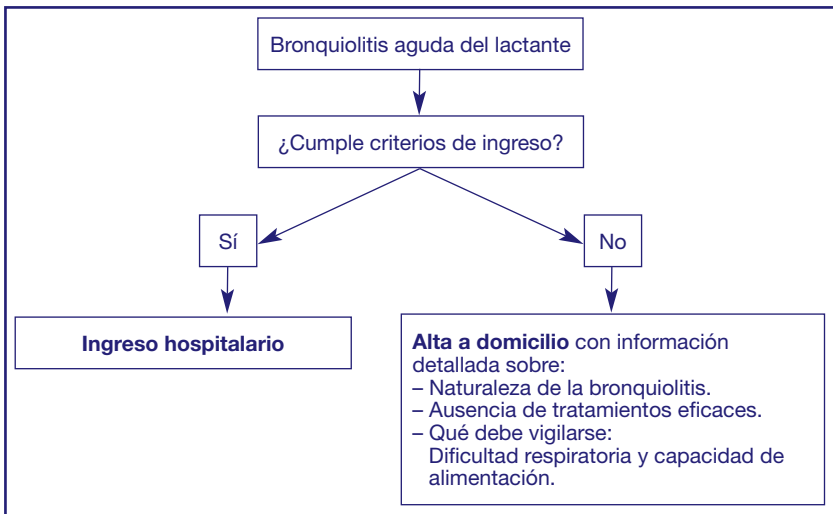 Bronquiolitis aguda del lactante
¿Cumple criterios de ingreso?
Sí
No
Ingreso hospitalario
Alta a domicilio con información
detallada sobre:
– Naturaleza de la bronquiolitis.
– Ausencia de tratamientos eficaces.
– Qué debe vigilarse:
Dificultad respiratoria y capacidad de
alimentación.